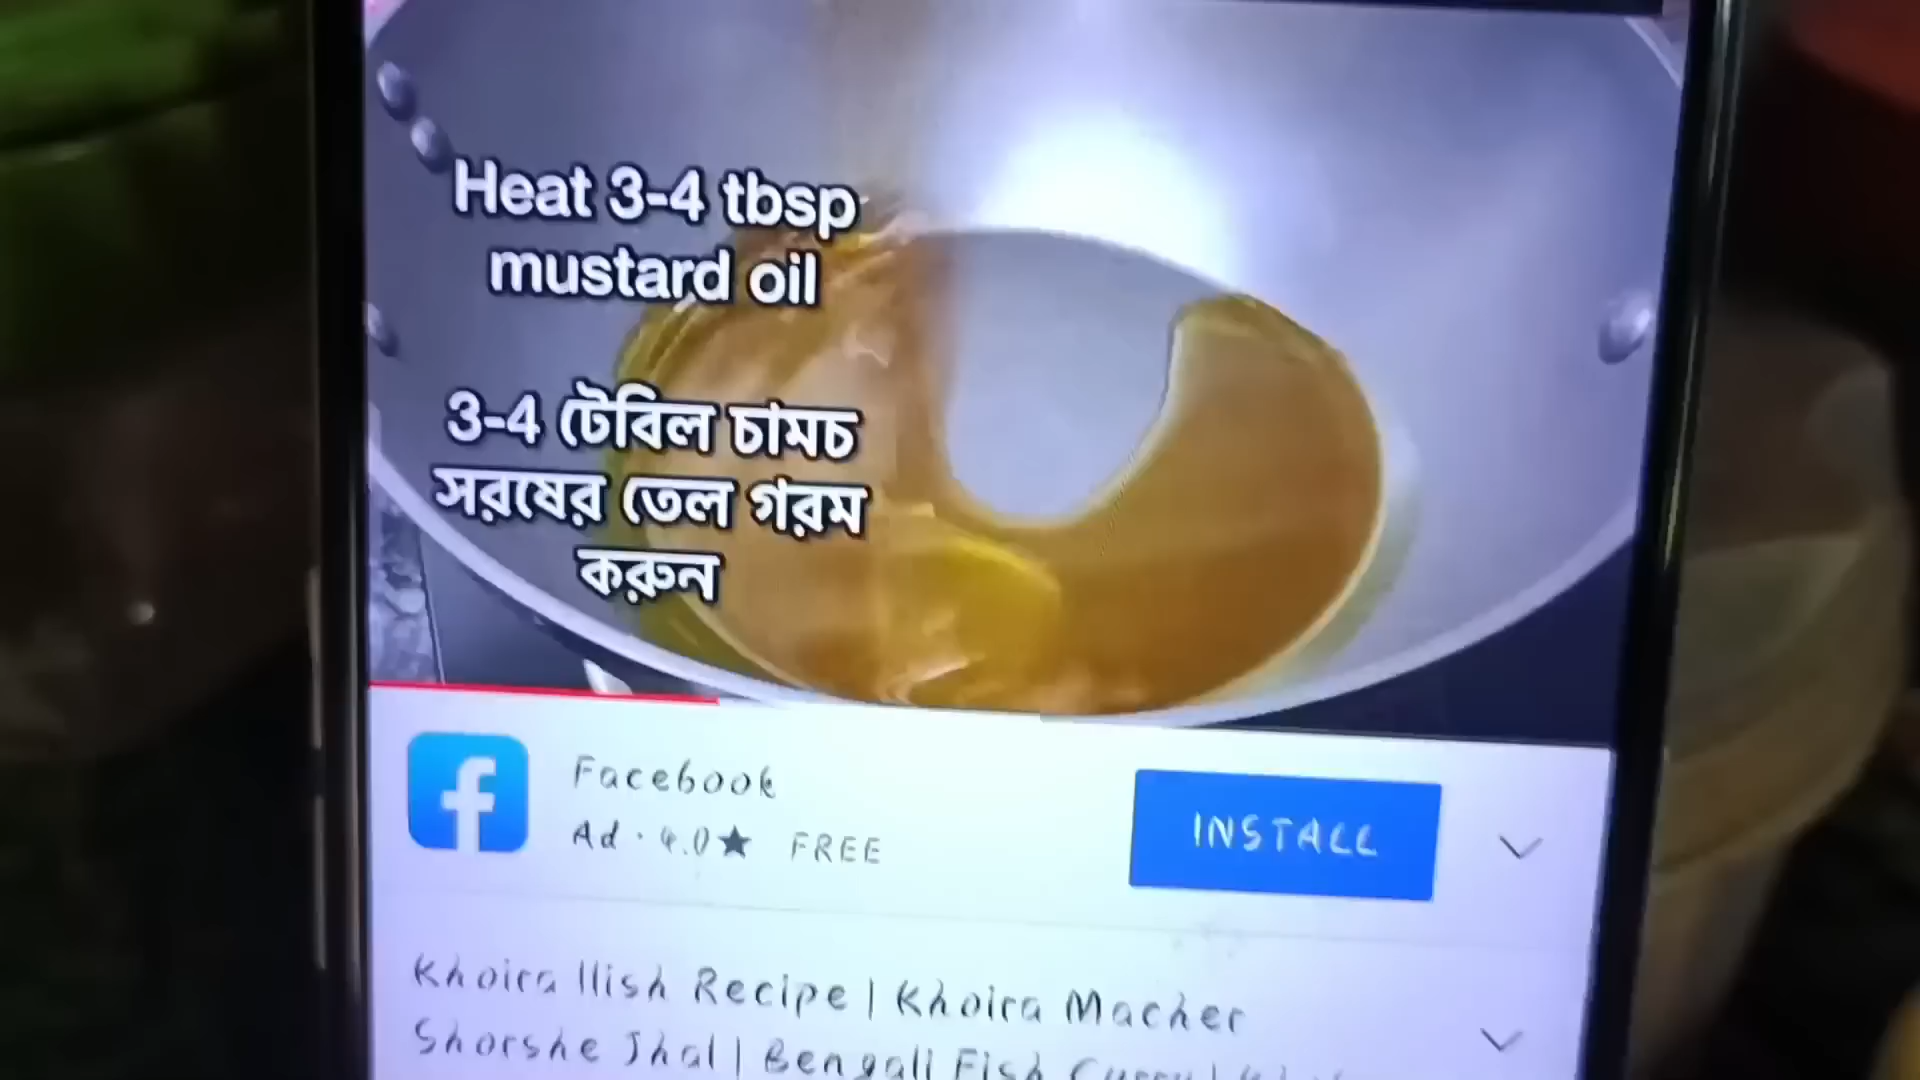 Heat 3-4 tbsp
mustard oil
3-4 টেবিল চামচ
সরষের তেল গরম
করুন
Facebook
Ad · 4.0★ FREE
INSTALL
Khoira Ilish Recipe | Khoira Macher
Shorshe Jhal | Bengali Fish Curry |